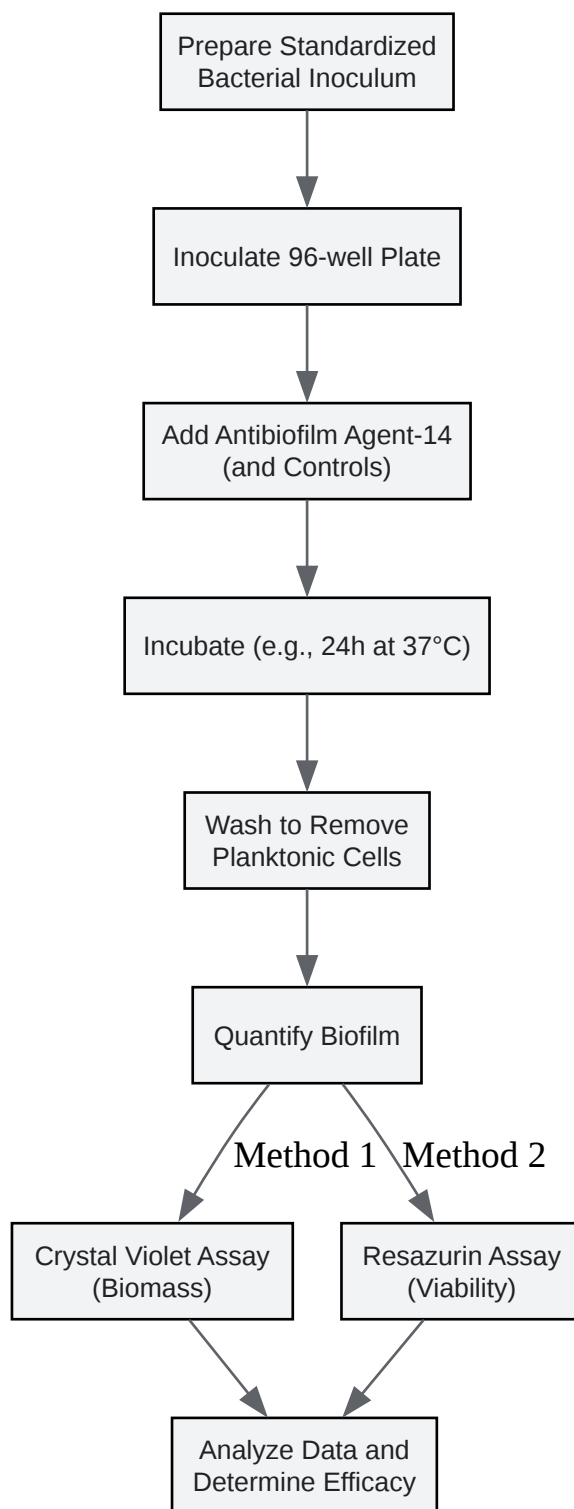 Prepare Standardized
Bacterial Inoculum
Inoculate 96-well Plate
Add Antibiofilm Agent-14
(and Controls)
Incubate (e.g., 24h at 37°C)
Wash to Remove
Planktonic Cells
Quantify Biofilm
Method 1
Method 2
Crystal Violet Assay
(Biomass)
Resazurin Assay
(Viability)
Analyze Data and
Determine Efficacy